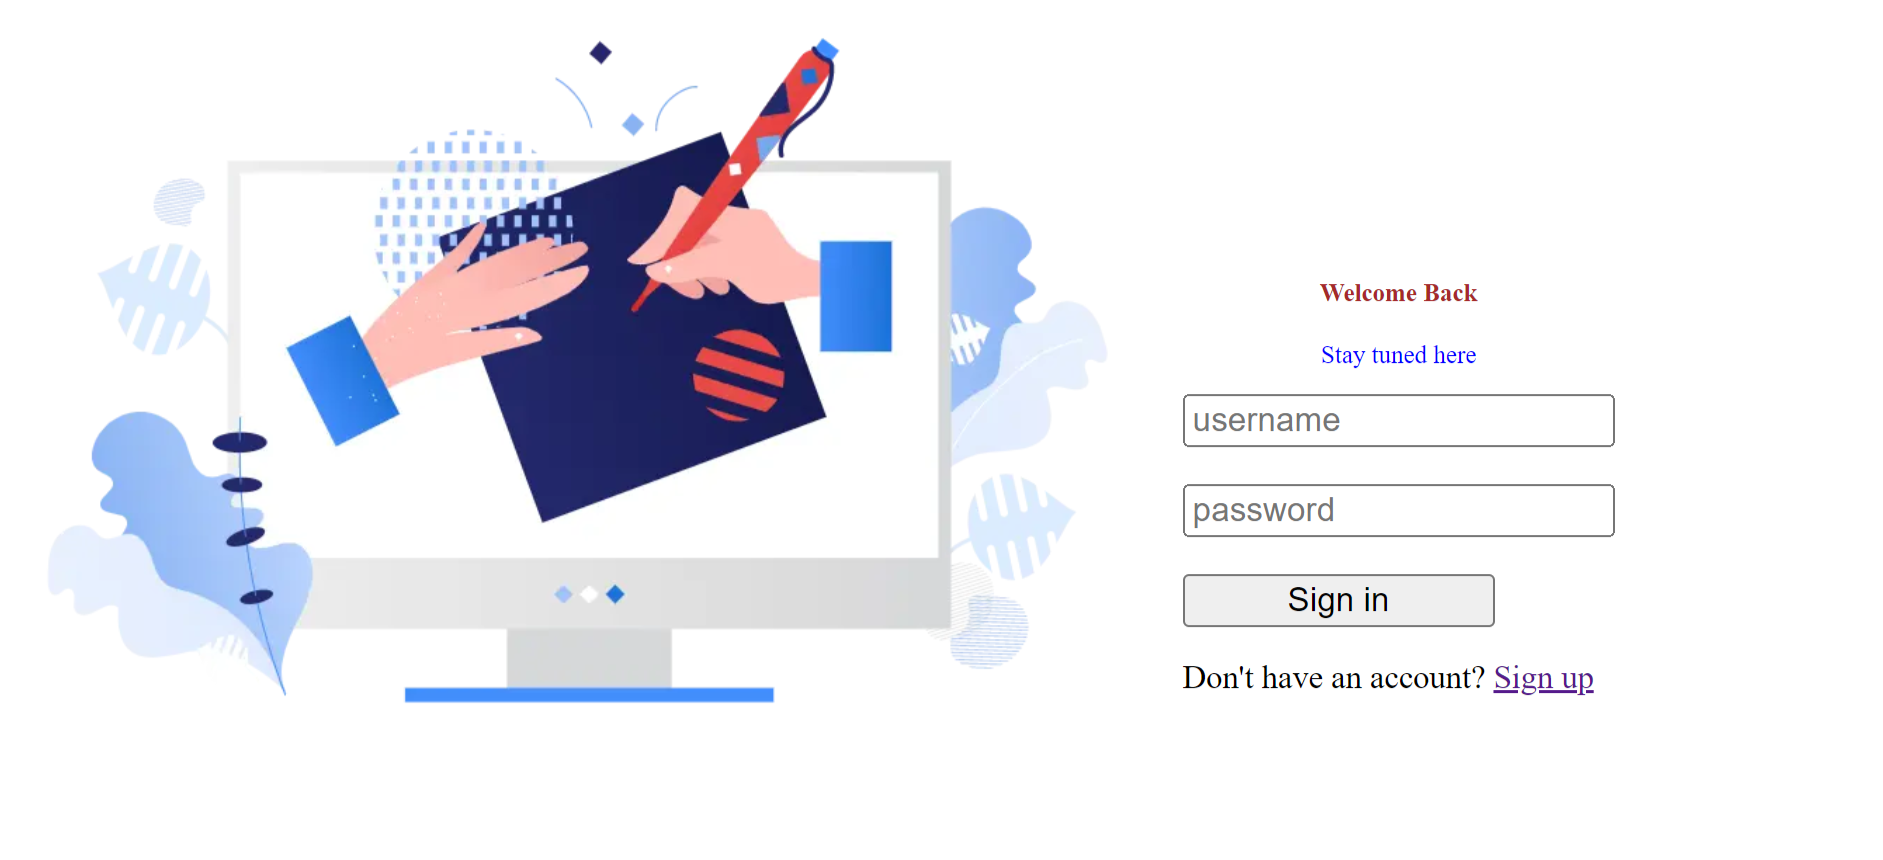 Welcome Back
Stay tuned here
username
password
Sign in
Don't have an account? Sign up